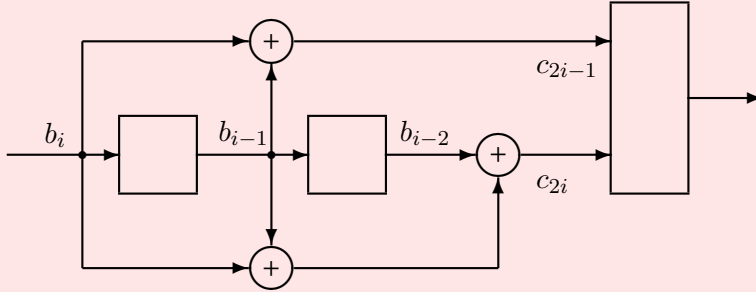 +
c_{2i-1}
b_i
b_{i-1}
b_{i-2}
+
c_{2i}
+